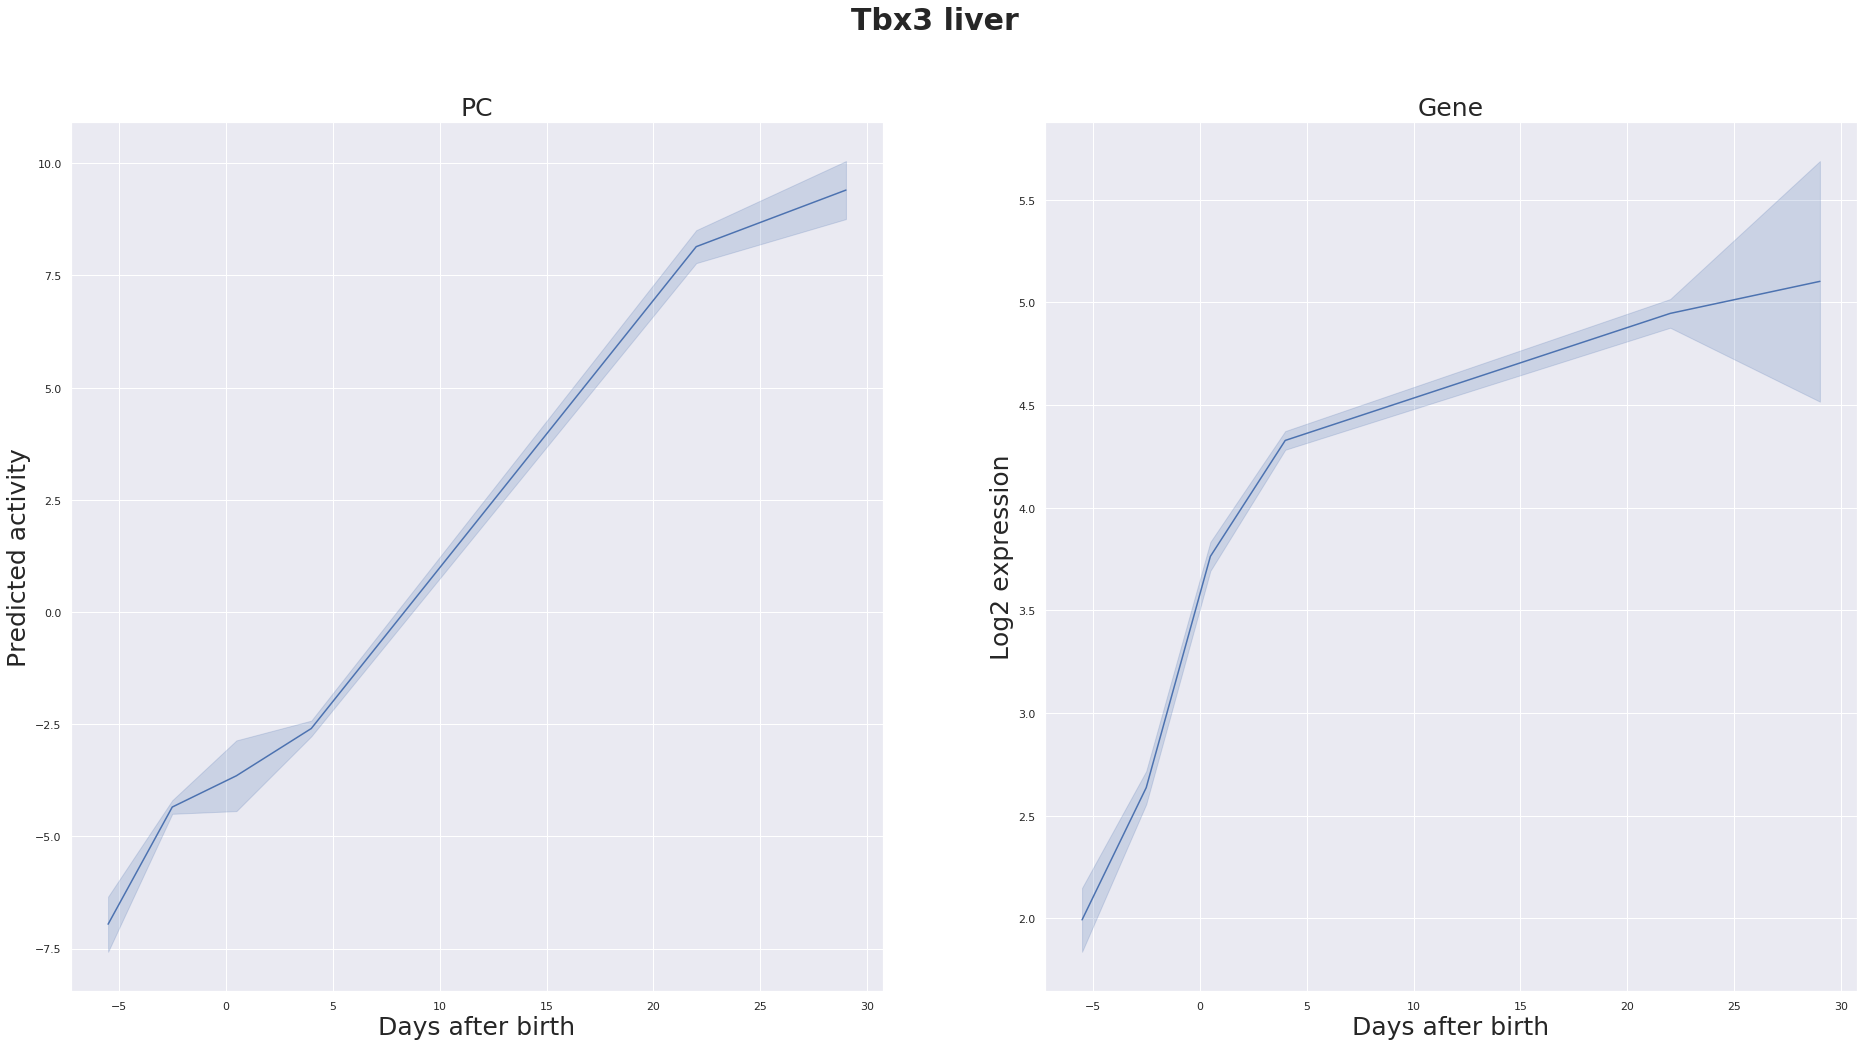 Tbx3 liver
PC
Predicted activity
10.0
7.5
5.0
2.5
0.0
−2.5
−5.0
−7.5
−5 0 5 10 15 20 25 30
Days after birth
Gene
Log2 expression
5.5
5.0
4.5
4.0
3.5
3.0
2.5
2.0
−5 0 5 10 15 20 25 30
Days after birth